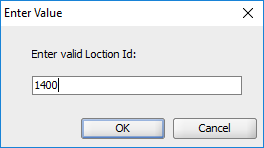 Enter Value
Enter valid Loction Id:
1400
OK
Cancel